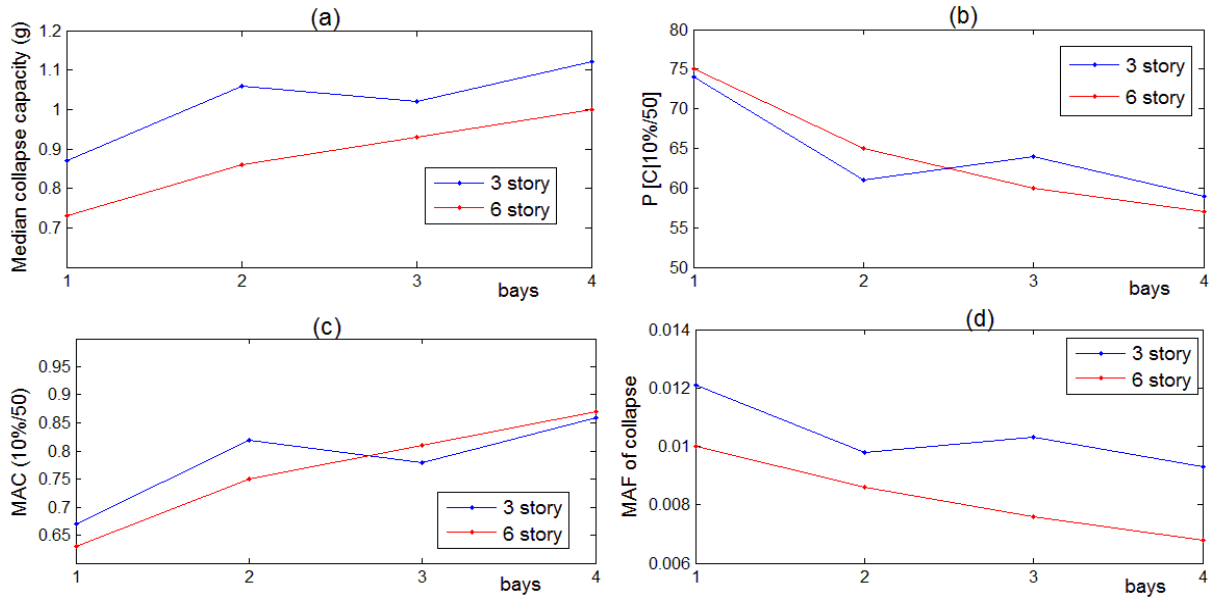 (a)
Median collapse capacity (g)
1.2
1.1
1
0.9
0.8
0.7
3 story
6 story
1
2
3
4
bays
(b)
P [C|10%/50]
80
75
70
65
60
55
50
3 story
6 story
1
2
3
4
bays
(c)
MAC (10%/50)
0.95
0.9
0.85
0.8
0.75
0.7
0.65
3 story
6 story
1
2
3
4
bays
(d)
MAF of collapse
0.014
0.012
0.01
0.008
0.006
3 story
6 story
1
2
3
4
bays